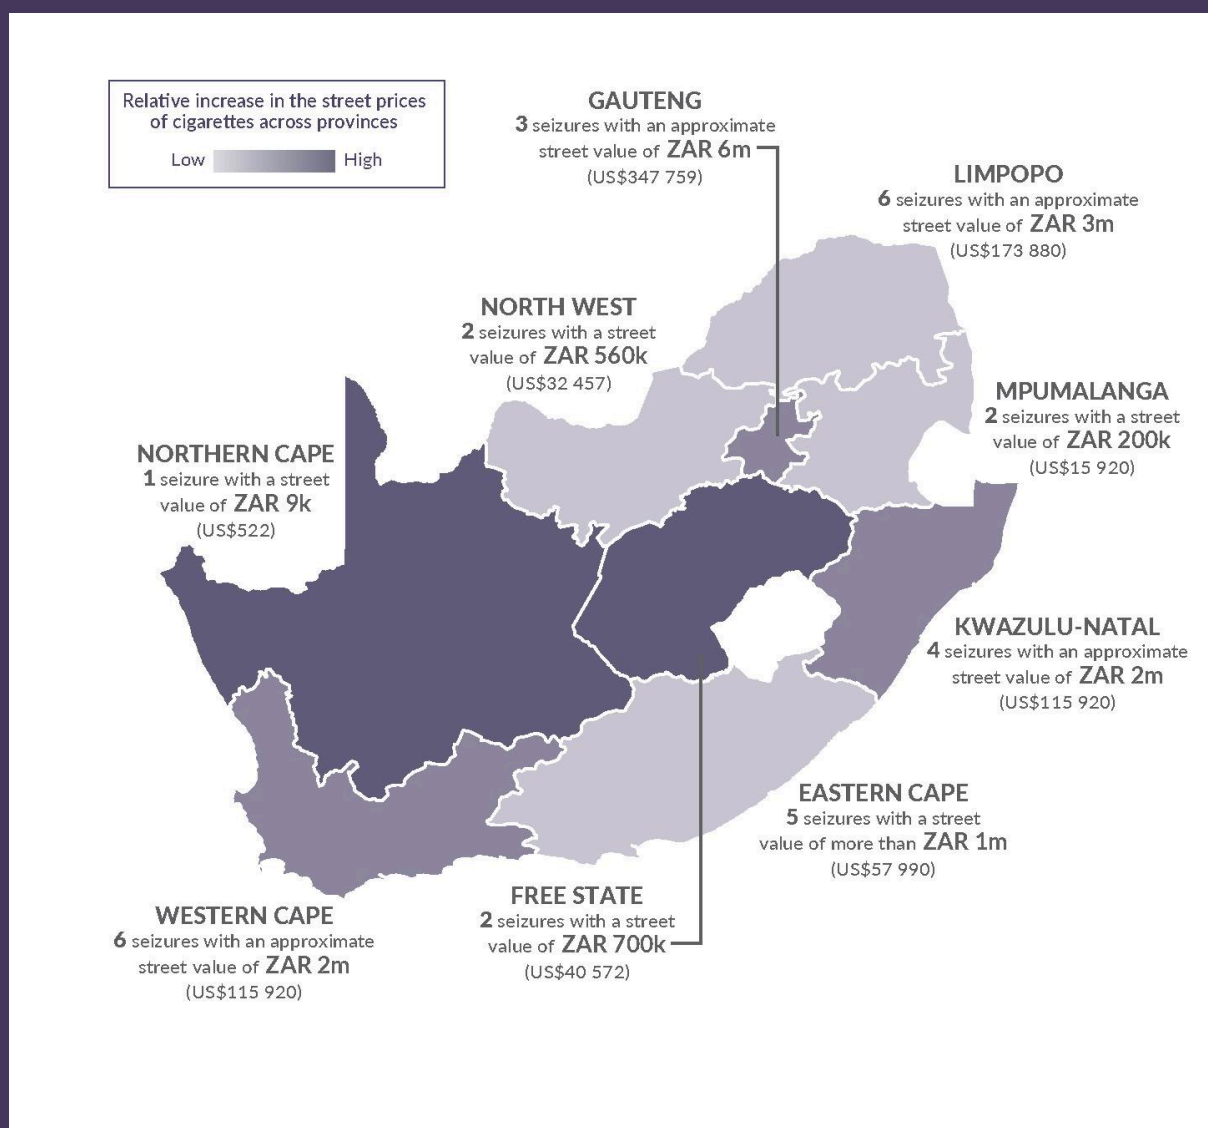 Relative increase in the street prices
of cigarettes across provinces
Low High
GAUTENG
3 seizures with an approximate
street value of ZAR 6m
(US$347 759)
LIMPOPO
6 seizures with an approximate
street value of ZAR 3m
(US$173 880)
NORTH WEST
2 seizures with a street
value of ZAR 560k
(US$32 457)
MPUMALANGA
2 seizures with a street
value of ZAR 200k
(US$15 920)
NORTHERN CAPE
1 seizure with a street
value of ZAR 9k
(US$522)
KWAZULU-NATAL
4 seizures with an approximate
street value of ZAR 2m
(US$115 920)
EASTERN CAPE
5 seizures with a street
value of more than ZAR 1m
(US$57 990)
FREE STATE
2 seizures with a street
value of ZAR 700k
(US$40 572)
WESTERN CAPE
6 seizures with an approximate
street value of ZAR 2m
(US$115 920)